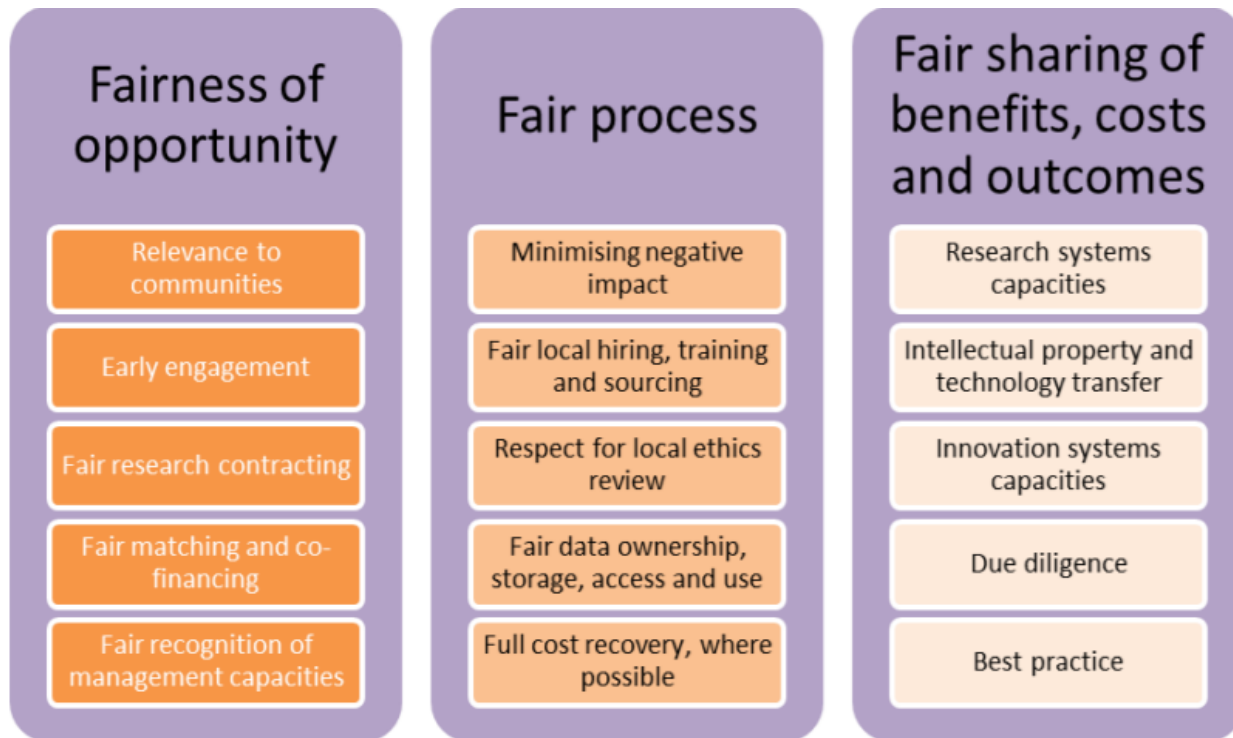 Fairness of
opportunity
Relevance to
communities
Early engagement
Fair research contracting
Fair matching and co-
financing
Fair recognition of
management capacities
Fair process
Minimising negative
impact
Fair local hiring, training
and sourcing
Respect for local ethics
review
Fair data ownership,
storage, access and use
Full cost recovery, where
possible
Fair sharing of
benefits, costs
and outcomes
Research systems
capacities
Intellectual property and
technology transfer
Innovation systems
capacities
Due diligence
Best practice